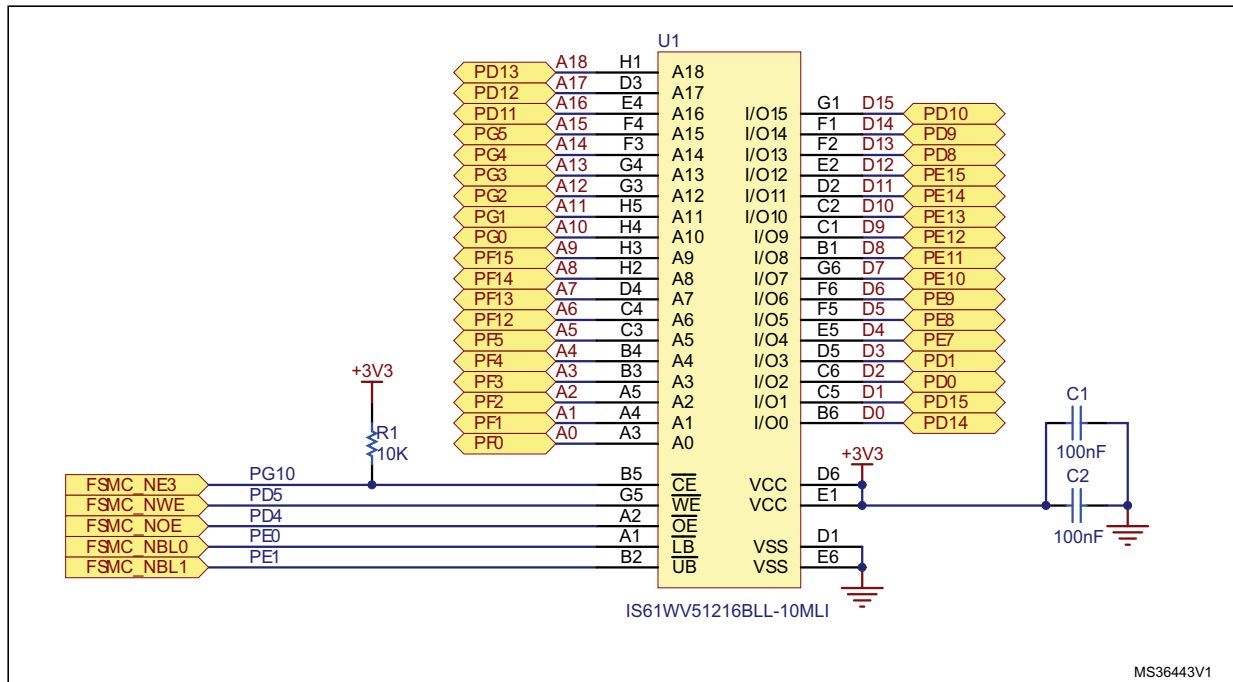 U1
PD13 A18 H1 A18
PD12 A17 D3 A17
PD11 A16 E4 A16 I/O15 G1 D15 PD10
PG5 A15 F4 A15 I/O14 F1 D14 PD9
PG4 A14 F3 A14 I/O13 F2 D13 PD8
PG3 A13 G4 A13 I/O12 E2 D12 PE15
PG2 A12 G3 A12 I/O11 D2 D11 PE14
PG1 A11 H5 A11 I/O10 C2 D10 PE13
PG0 A10 H4 A10 I/O9 C1 D9 PE12
PF15 A9 H3 A9 I/O8 B1 D8 PE11
PF14 A8 H2 A8 I/O7 G6 D7 PE10
PF13 A7 D4 A7 I/O6 F6 D6 PE9
PF12 A6 C4 A6 I/O5 F5 D5 PE8
PF5 A5 C3 A5 I/O4 E5 D4 PE7
PF4 A4 B4 A4 I/O3 D5 D3 PD1
PF3 A3 B3 A3 I/O2 C6 D2 PD0
PF2 A2 A5 A2 I/O1 C5 D1 PD15
PF1 A1 A4 A1 I/O0 B6 D0 PD14
PF0 A0 A3 A0
+3V3
R1
10K
C1
100nF
+3V3
FSMC_NE3 PG10 B5 CE VCC D6
FSMC_NWE PD5 G5 WE VCC E1
C2
100nF
FSMC_NOE PD4 A2 OE
FSMC_NBL0 PE0 A1 LB VSS D1
FSMC_NBL1 PE1 B2 UB VSS E6
IS61WV51216BLL-10MLI
MS36443V1